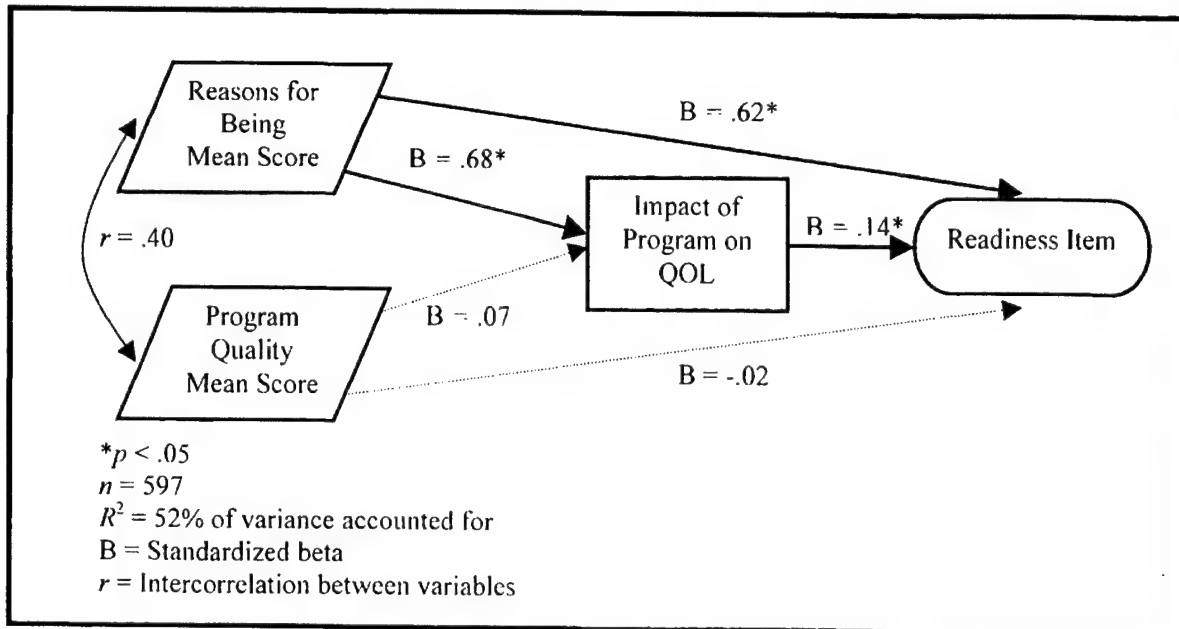 Reasons for
Being
Mean Score
B = .62*
B = .68*
Impact of
Program on
QOL
B = .14*
Readiness Item
r = .40
Program
Quality
Mean Score
B = .07
B = -.02
*p < .05
n = 597
R² = 52% of variance accounted for
B = Standardized beta
r = Intercorrelation between variables